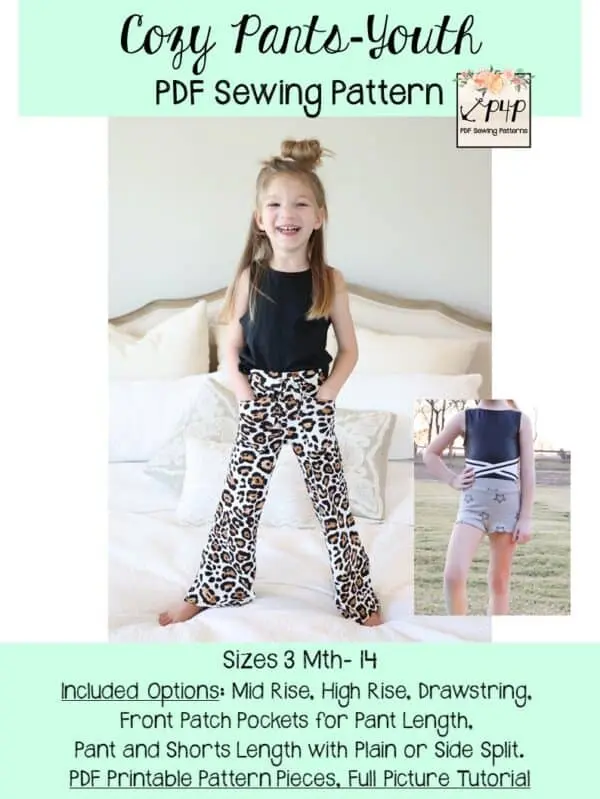 Cozy Pants-Youth
PDF Sewing Pattern
P4P
PDF Sewing Patterns
Sizes 3 Mth- 14
Included Options: Mid Rise, High Rise, Drawstring,
Front Patch Pockets for Pant Length,
Pant and Shorts Length with Plain or Side Split.
PDF Printable Pattern Pieces, Full Picture Tutorial